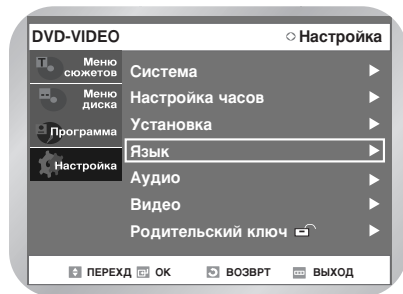 DVD-VIDEO
Настройка
Меню сюжетов
Меню диска
Программа
Настройка
Система
Настройка часов
Установка
Язык
Аудио
Видео
Родительский ключ
ПЕРЕХД ОК ВОЗВРТ ВЫХОД